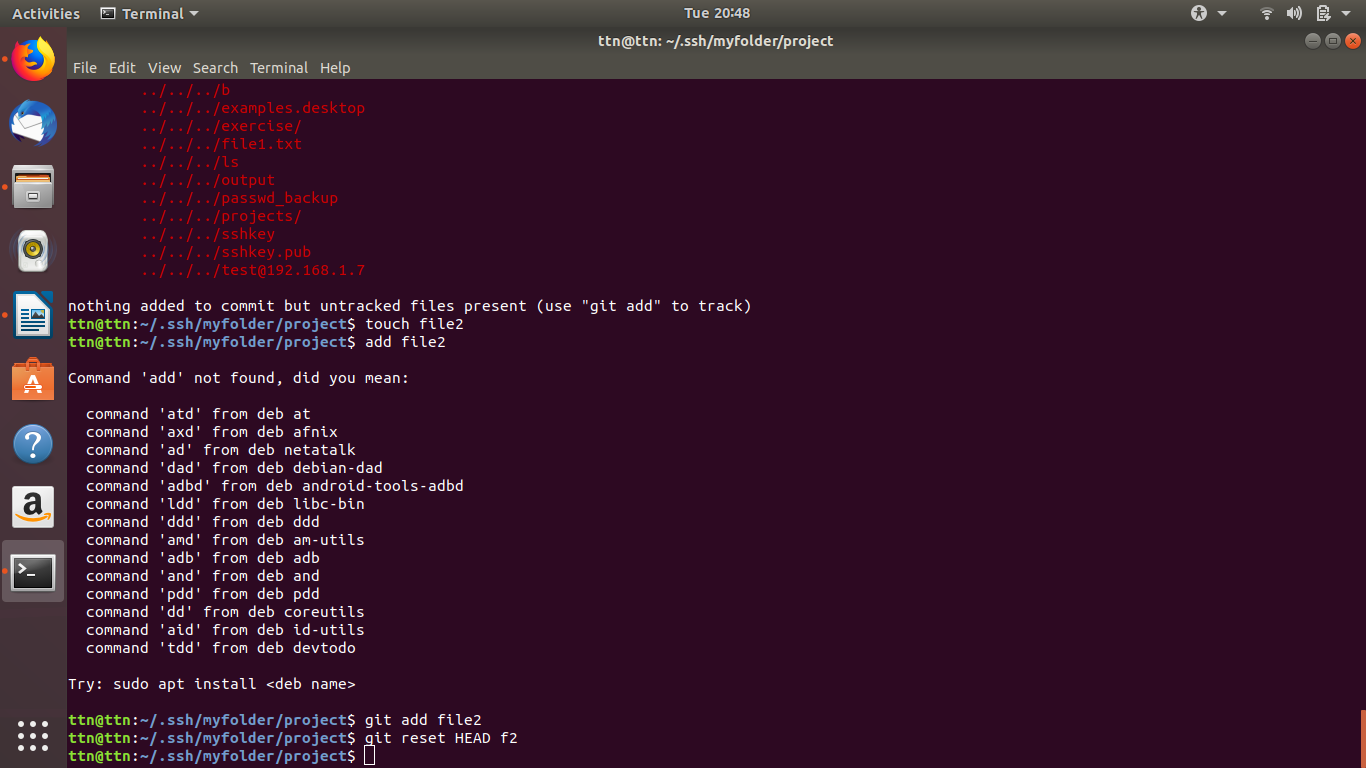 Activities Terminal Tue 20:48
ttn@ttn: ~/.ssh/myfolder/project
File Edit View Search Terminal Help
../../../b
../../../examples.desktop
../../../exercise/
../../../file1.txt
../../../ls
../../../output
../../../passwd_backup
../../../projects/
../../../sshkey
../../../sshkey.pub
../../../test@192.168.1.7
nothing added to commit but untracked files present (use "git add" to track)
ttn@ttn:~/.ssh/myfolder/project$ touch file2
ttn@ttn:~/.ssh/myfolder/project$ add file2
Command 'add' not found, did you mean:
command 'atd' from deb at
command 'axd' from deb afnix
command 'ad' from deb netatalk
command 'dad' from deb debian-dad
command 'adbd' from deb android-tools-adbd
command 'ldd' from deb libc-bin
command 'ddd' from deb ddd
command 'amd' from deb am-utils
command 'adb' from deb adb
command 'and' from deb and
command 'pdd' from deb pdd
command 'dd' from deb coreutils
command 'aid' from deb id-utils
command 'tdd' from deb devtodo
Try: sudo apt install <deb name>
ttn@ttn:~/.ssh/myfolder/project$ git add file2
ttn@ttn:~/.ssh/myfolder/project$ git reset HEAD f2
ttn@ttn:~/.ssh/myfolder/project$